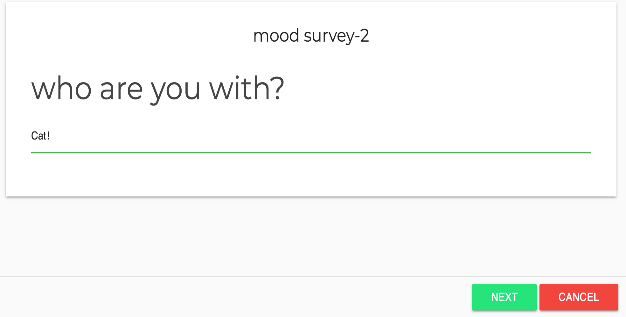 mood survey-2
who are you with?
Cat!
NEXT CANCEL